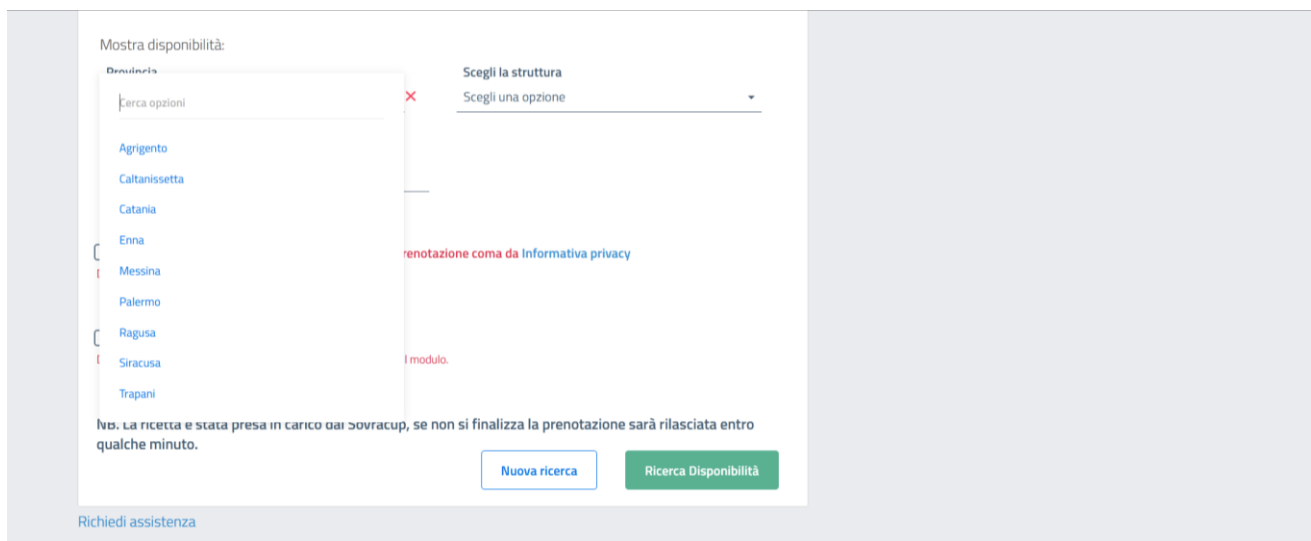 Mostra disponibilità:
Provincia
Scegli la struttura
Cerca opzioni
Scegli una opzione
Agrigento
Caltanissetta
Catania
Enna
Messina
Palermo
Ragusa
Siracusa
Trapani
renotazione coma da Informativa privacy
l modulo.
NB. La ricetta è stata presa in carico dal Sovracup, se non si finalizza la prenotazione sarà rilasciata entro
qualche minuto.
Nuova ricerca
Ricerca Disponibilità
Richiedi assistenza